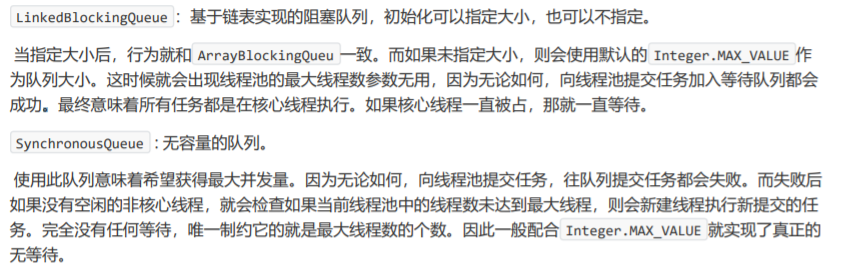 LinkedBlockingQueue：基于链表实现的阻塞队列，初始化可以指定大小，也可以不指定。
当指定大小后，行为就和 ArrayBlockingQueu 一致。而如果未指定大小，则会使用默认的 Integer.MAX_VALUE 作
为队列大小。这时候就会出现线程池的最大线程数参数无用，因为无论如何，向线程池提交任务加入等待队列都会
成功。最终意味着所有任务都是在核心线程执行。如果核心线程一直被占，那就一直等待。
SynchronousQueue : 无容量的队列。
使用此队列意味着希望获得最大并发量。因为无论如何，向线程池提交任务，往队列提交任务都会失败。而失败后
如果没有空闲的非核心线程，就会检查如果当前线程池中的线程数未达到最大线程，则会新建线程执行新提交的任
务。完全没有任何等待，唯一制约它的就是最大线程数的个数。因此一般配合 Integer.MAX_VALUE 就实现了真正的
无等待。